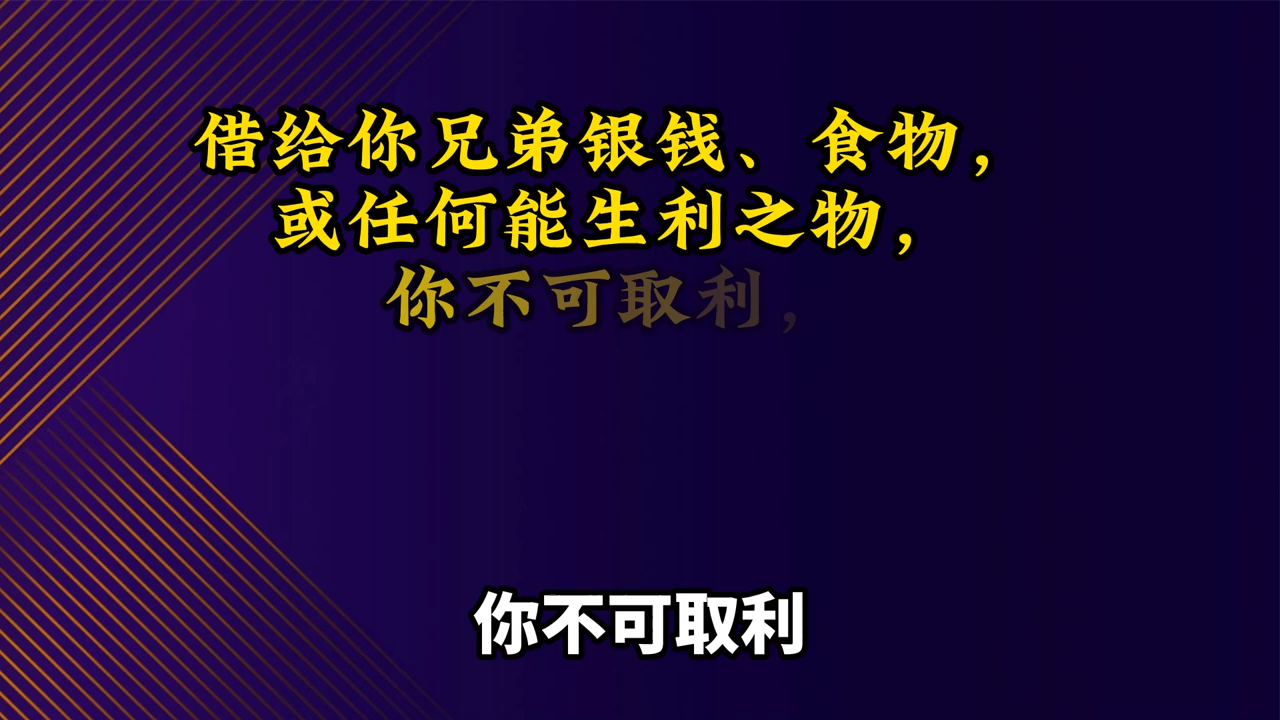 借给你兄弟银钱、食物，
或任何能生利之物，
你不可取利，
你不可取利